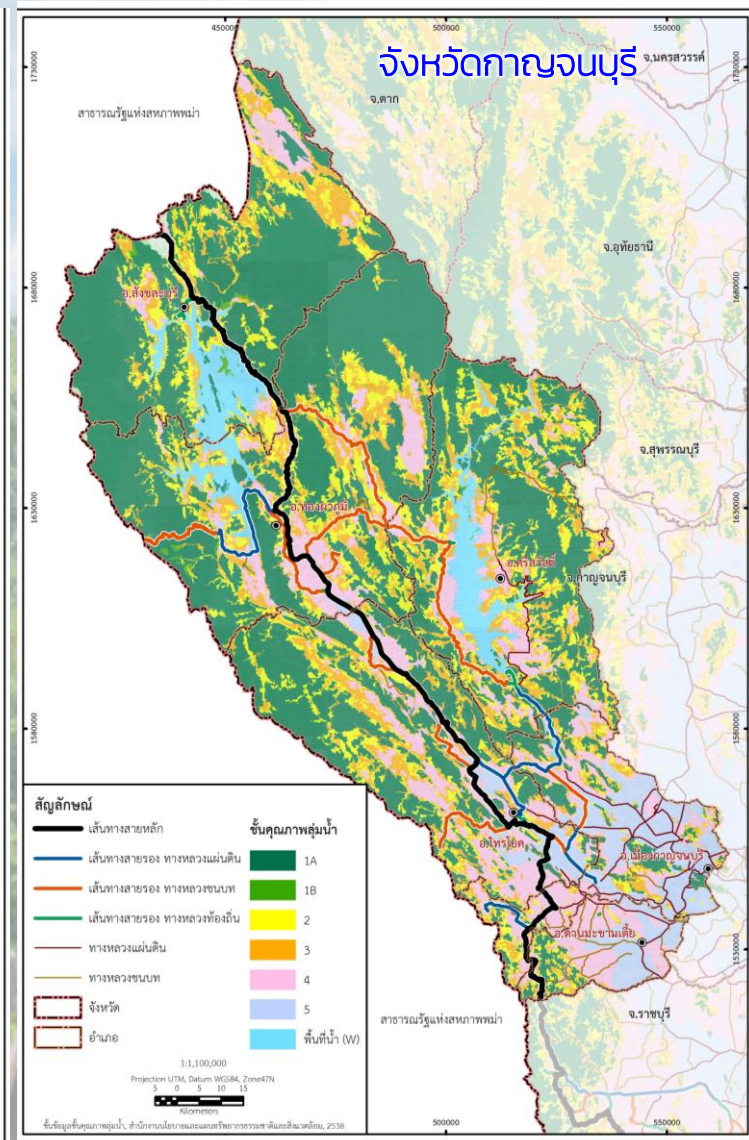 450000 500000 550000
จังหวัดกาญจนบุรี
จ.นครสวรรค์
1730000 1730000
จ.ตาก
สาธารณรัฐแห่งสหภาพพม่า
จ.อุทัยธานี
1680000 1680000
อ.สังขละบุรี
จ.สุพรรณบุรี
1630000 1630000
อ.ทองผาภูมิ
อ.ศรีสวัสดิ์
จ.กาญจนบุรี
1580000 1580000
อ.ไทรโยค
อ.เมืองกาญจนบุรี
อ.ด่านมะขามเตี้ย
1530000
จ.ราชบุรี
สาธารณรัฐแห่งสหภาพพม่า
สัญลักษณ์
เส้นทางสายหลัก
เส้นทางสายรอง ทางหลวงแผ่นดิน
เส้นทางสายรอง ทางหลวงชนบท
เส้นทางสายรอง ทางหลวงท้องถิ่น
ทางหลวงแผ่นดิน
ทางหลวงชนบท
จังหวัด
อำเภอ
ชั้นคุณภาพลุ่มน้ำ
1A
1B
2
3
4
5
พื้นที่น้ำ (W)
1:1,100,000
Projection UTM, Datum WGS84, Zone47N
5 0 5 10 15
Kilometers
ชั้นข้อมูลชั้นคุณภาพลุ่มน้ำ, สำนักงานนโยบายและแผนทรัพยากรธรรมชาติและสิ่งแวดล้อม, 2538
500000 550000